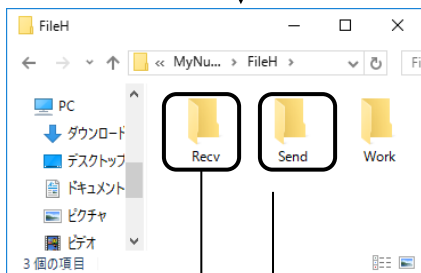 FileH
« MyNu... › FileH ›
Fi
PC
ダウンロード
デスクトップ
ドキュメント
ピクチャ
ビデオ
Recv
Send
Work
3 個の項目